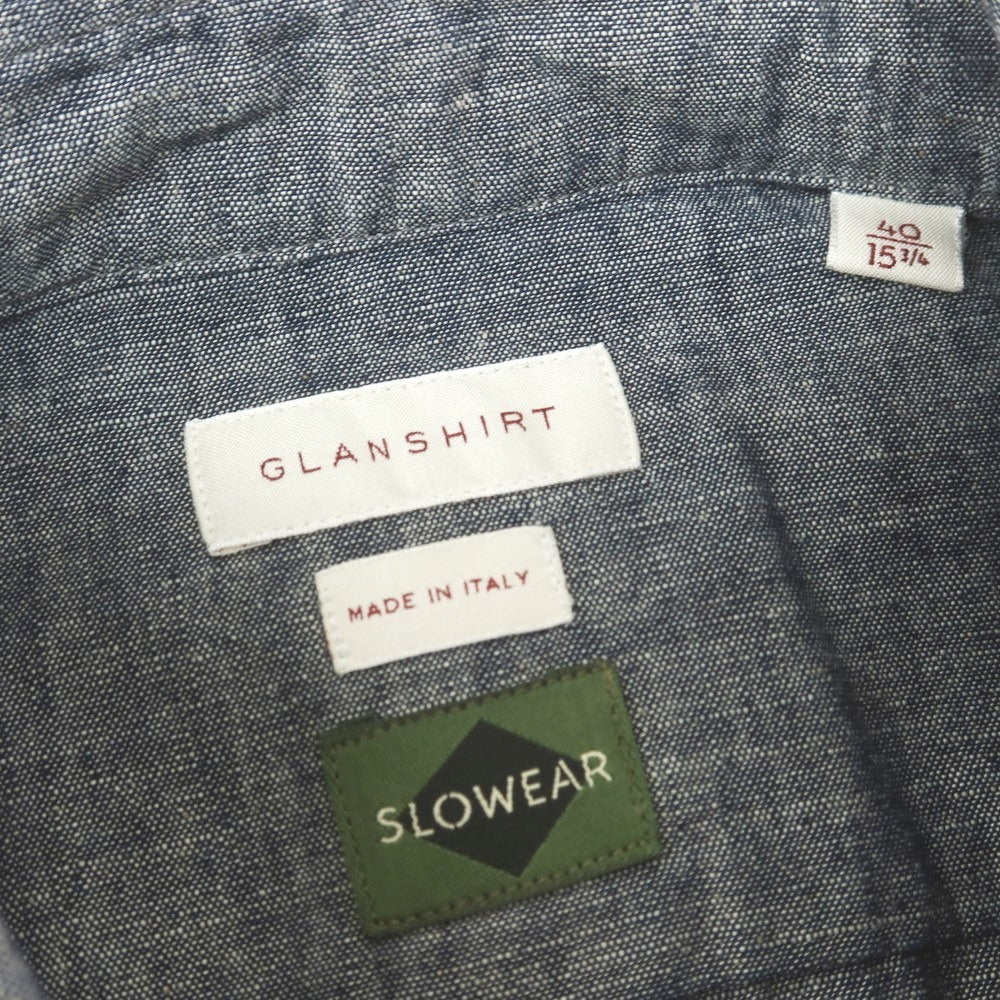 40
15 3/4
GLANSHIRT
MADE IN ITALY
SLOWEAR